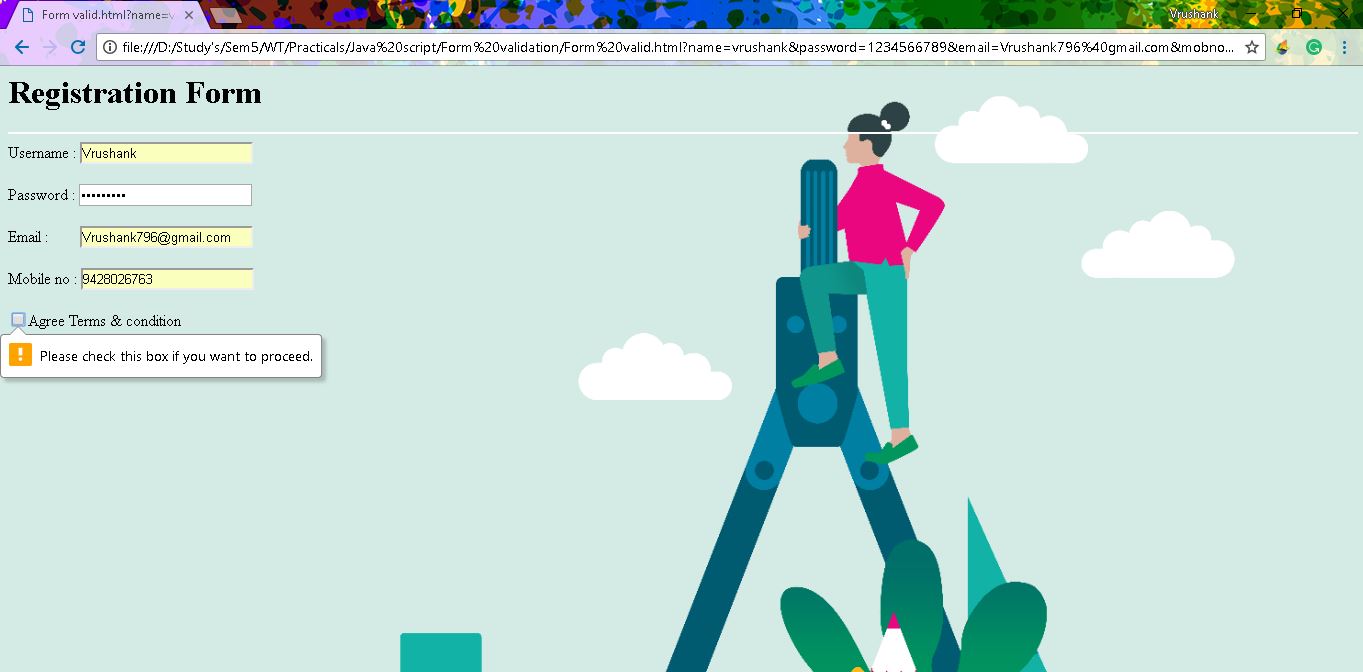 Form valid.html?name=v
Vrushank
file:///D:/Study's/Sem5/WT/Practicals/Java%20script/Form%20validation/Form%20valid.html?name=vrushank&password=1234566789&email=Vrushank796%40gmail.com&mobno...
Registration Form
Username : Vrushank
Password : •••••••••
Email : Vrushank796@gmail.com
Mobile no : 9428026763
Agree Terms & condition
Please check this box if you want to proceed.